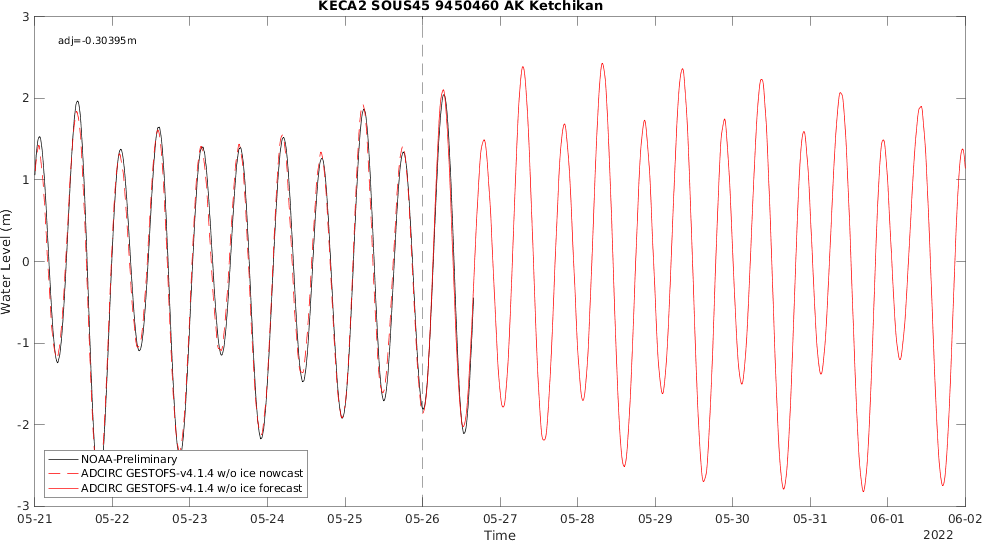 KECA2 SOUS45 9450460 AK Ketchikan
adj=-0.30395m
3
2
1
0
-1
-2
-3
Water Level (m)
NOAA-Preliminary
ADCIRC GESTOFS-v4.1.4 w/o ice nowcast
ADCIRC GESTOFS-v4.1.4 w/o ice forecast
05-21 05-22 05-23 05-24 05-25 05-26 05-27 05-28 05-29 05-30 05-31 06-01 06-02
Time
2022